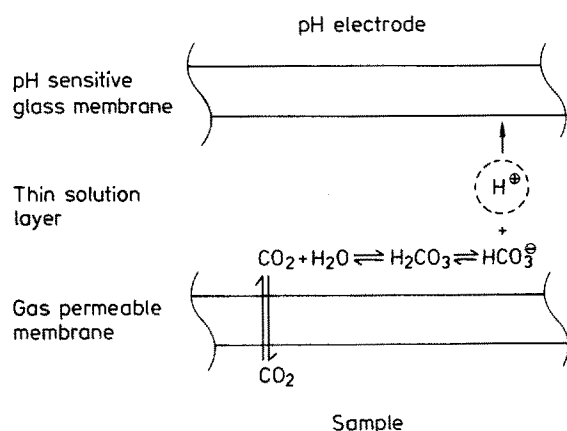 pH electrode
pH sensitive
glass membrane
Thin solution
layer
H⊕
+
CO₂ + H₂O ⇌ H₂CO₃ ⇌ HCO₃⊖
Gas permeable
membrane
CO₂
Sample